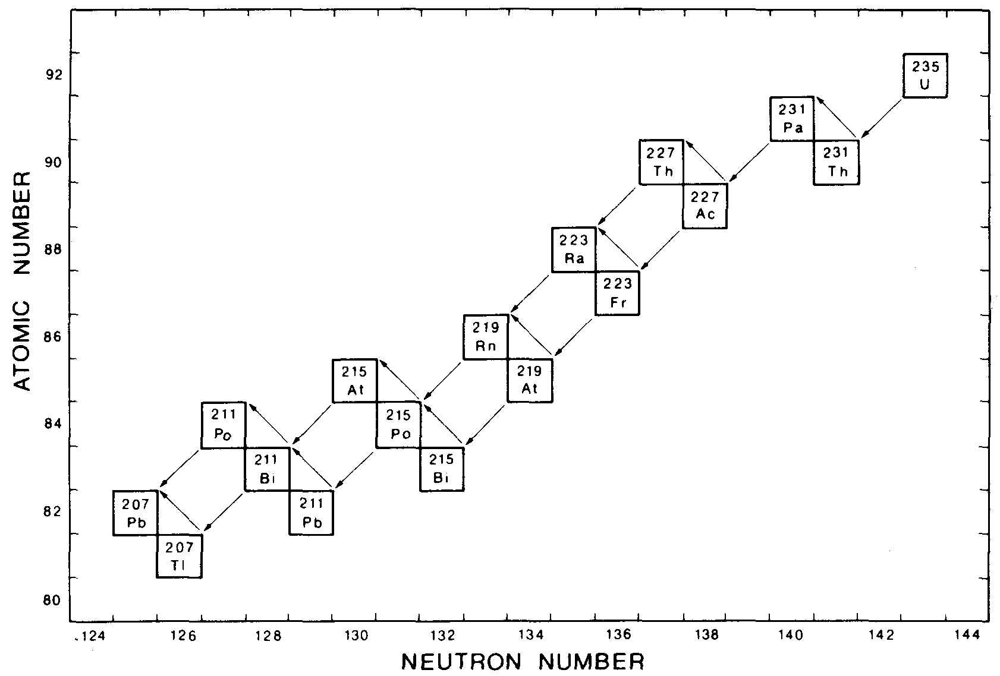 92
90
88
86
84
82
80
ATOMIC NUMBER
235
U
231
Pa
231
Th
227
Th
227
Ac
223
Ra
223
Fr
219
Rn
219
At
215
At
215
Po
215
Bi
211
Po
211
Bi
211
Pb
207
Pb
207
Tl
124 126 128 130 132 134 136 138 140 142 144
NEUTRON NUMBER